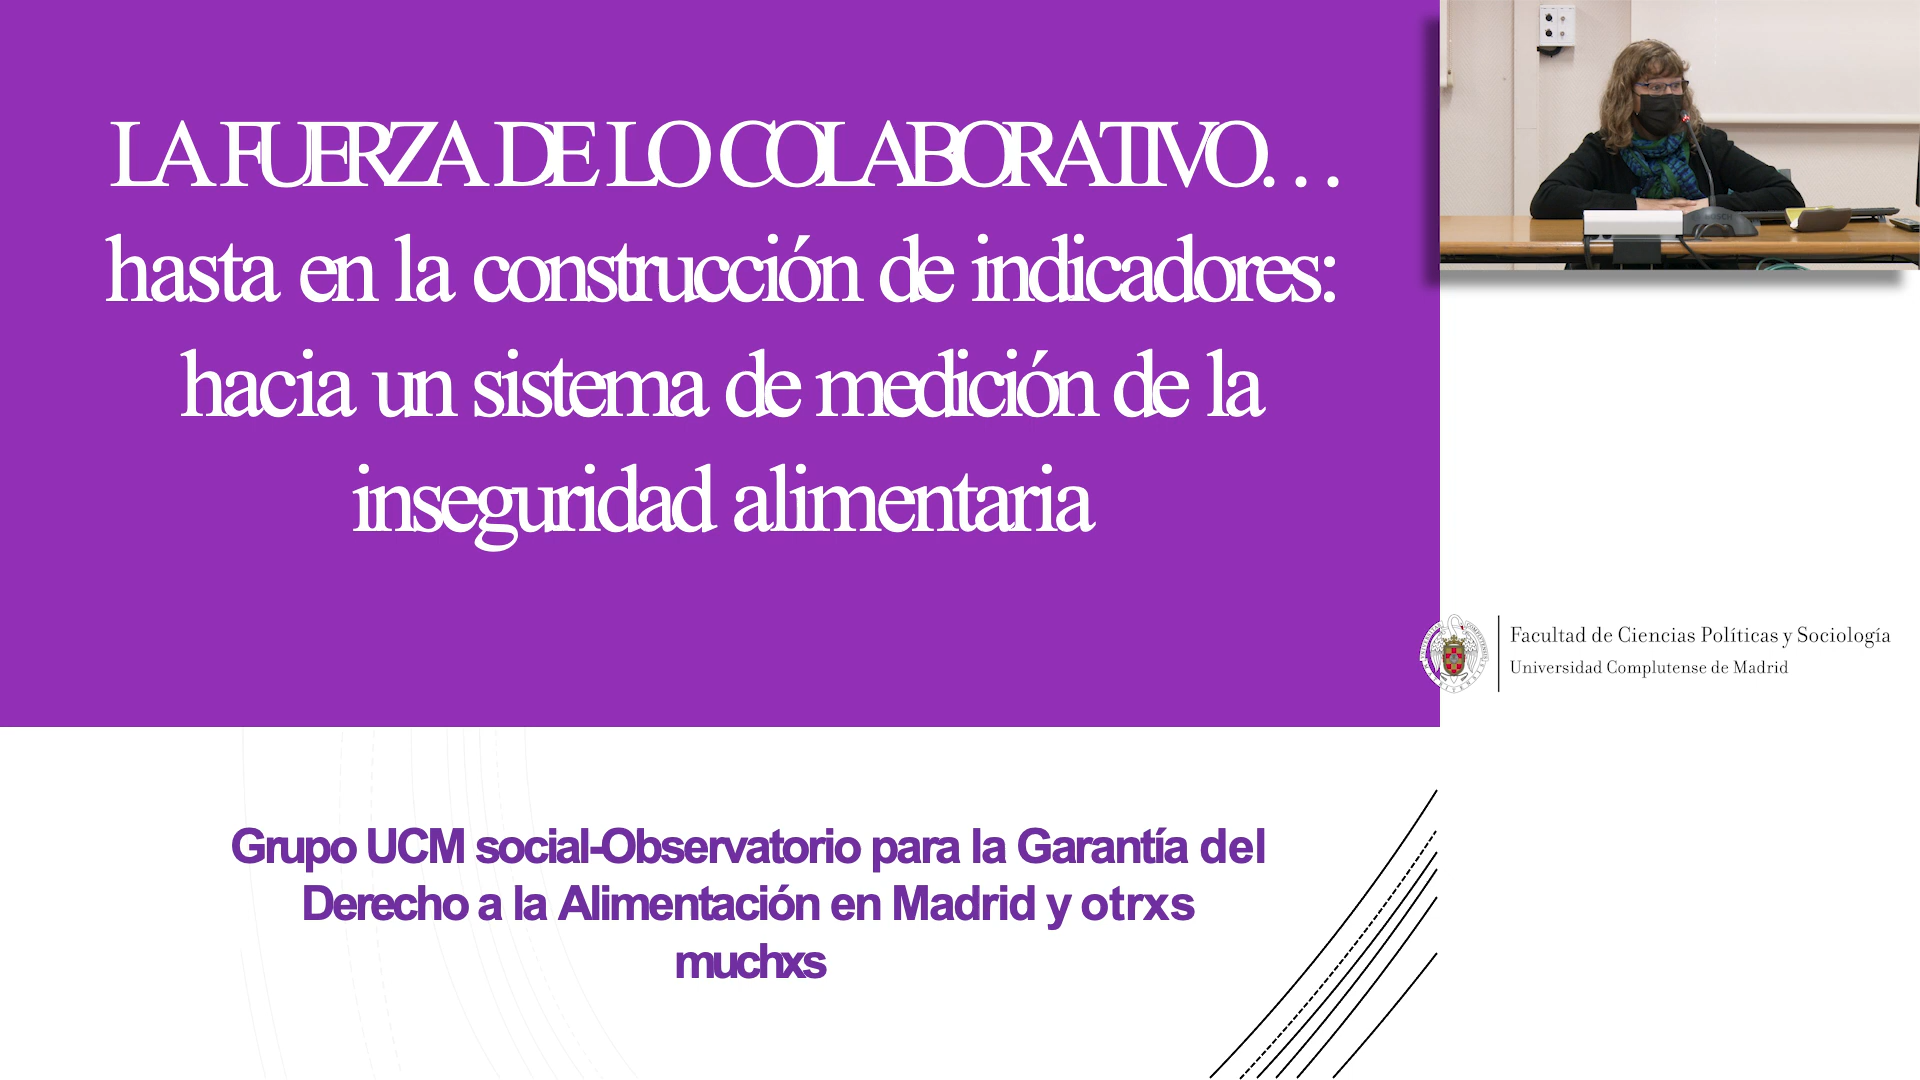 LA FUERZA DE LO COLABORATIVO…
hasta en la construcción de indicadores:
hacia un sistema de medición de la
inseguridad alimentaria
Facultad de Ciencias Políticas y Sociología
Universidad Complutense de Madrid
Grupo UCM social-Observatorio para la Garantía del
Derecho a la Alimentación en Madrid y otrxs
muchxs